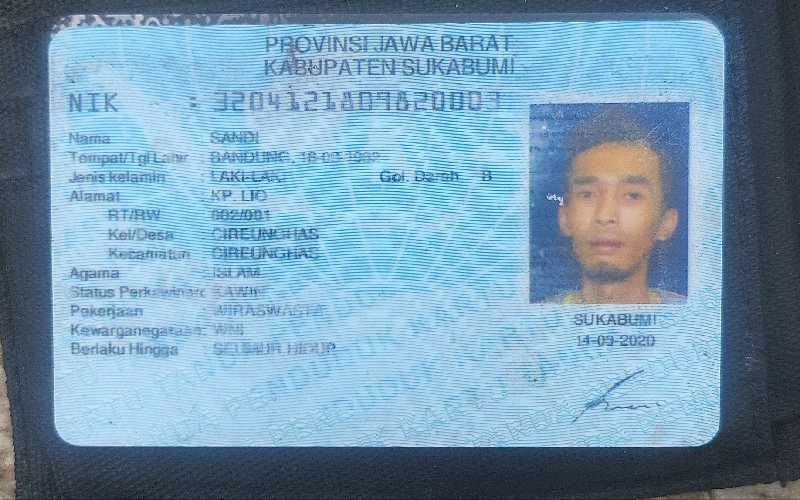 PROVINSI JAWA BARAT
KABUPATEN SUKABUMI
NIK : 3204121809820003
Nama SANDI
Tempat/Tgl Lahir : BANDUNG, 18-09-1982
Jenis kelamin LAKI-LAKI Gol. Darah B
Alamat KP. LIO
RT/RW 002/001
Kel/Desa CIREUNGHAS
Kecamatan CIREUNGHAS
Agama ISLAM
Status Perkawinan: KAWIN
Pekerjaan WIRASWASTA
Kewarganegaraan: WNI
Berlaku Hingga SEUMUR HIDUP
SUKABUMI
14-09-2020